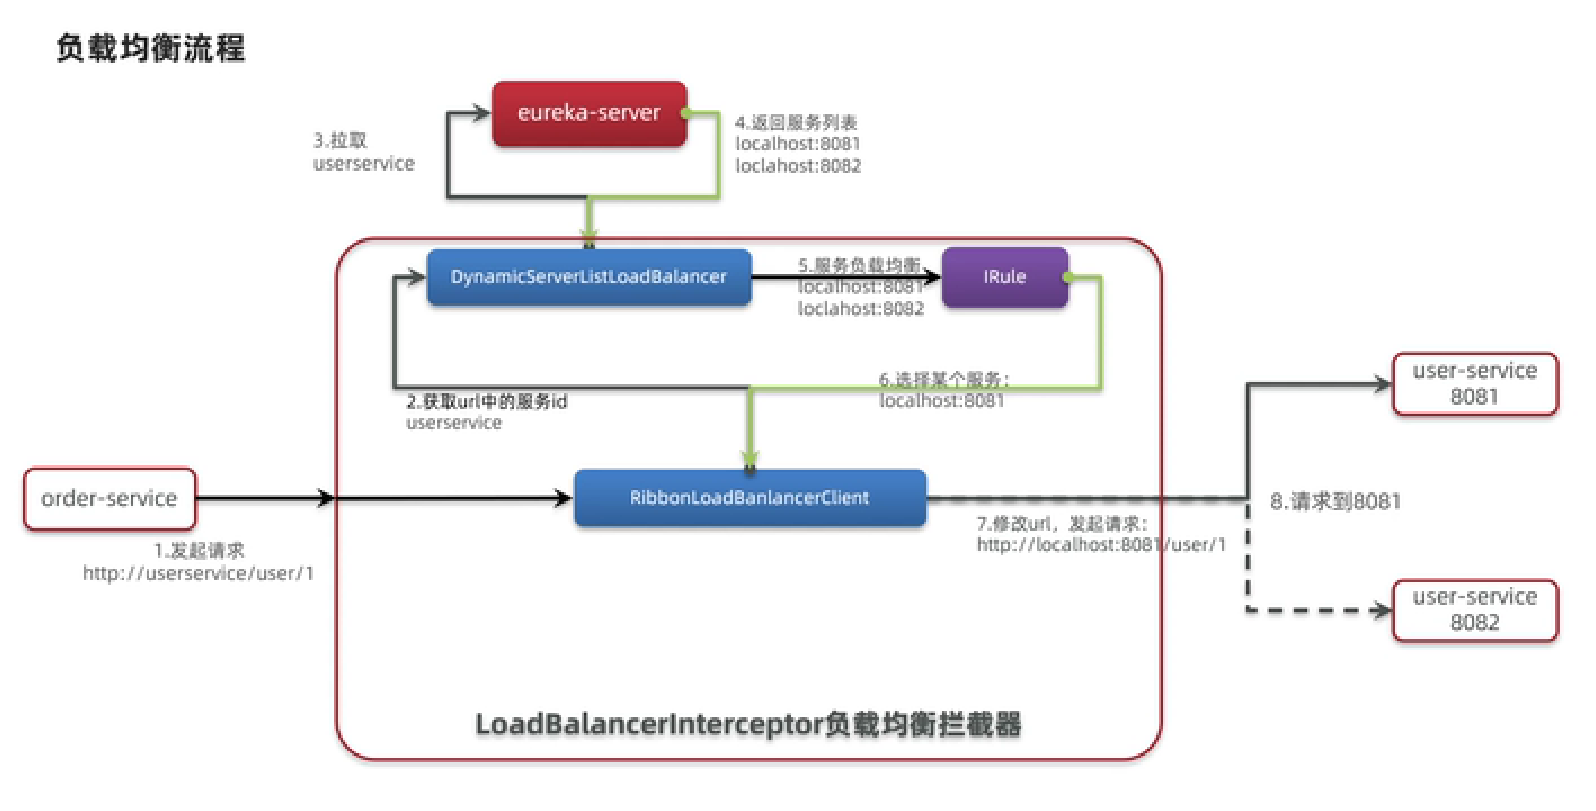 负载均衡流程
eureka-server
3.拉取
userservice
4.返回服务列表
localhost:8081
loclahost:8082
DynamicServerListLoadBalancer
5.服务负载均衡
localhost:8081
loclahost:8082
IRule
6.选择某个服务：
localhost:8081
2.获取url中的服务id
userservice
user-service
8081
order-service
RibbonLoadBanlancerClient
8.请求到8081
1.发起请求
http://userservice/user/1
7.修改url，发起请求：
http://localhost:8081/user/1
user-service
8082
LoadBalancerInterceptor负载均衡拦截器